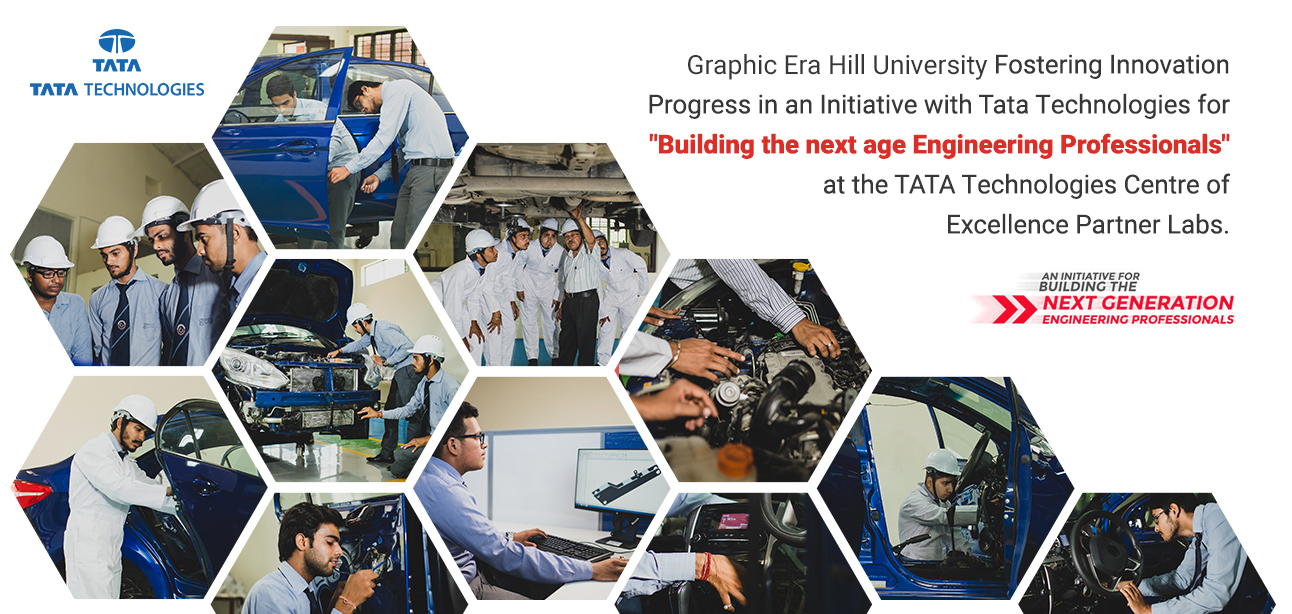 TATA
TATA TECHNOLOGIES
Graphic Era Hill University Fostering Innovation
Progress in an Initiative with Tata Technologies for
"Building the next age Engineering Professionals"
at the TATA Technologies Centre of
Excellence Partner Labs.
AN INITIATIVE FOR
BUILDING THE
NEXT GENERATION
ENGINEERING PROFESSIONALS